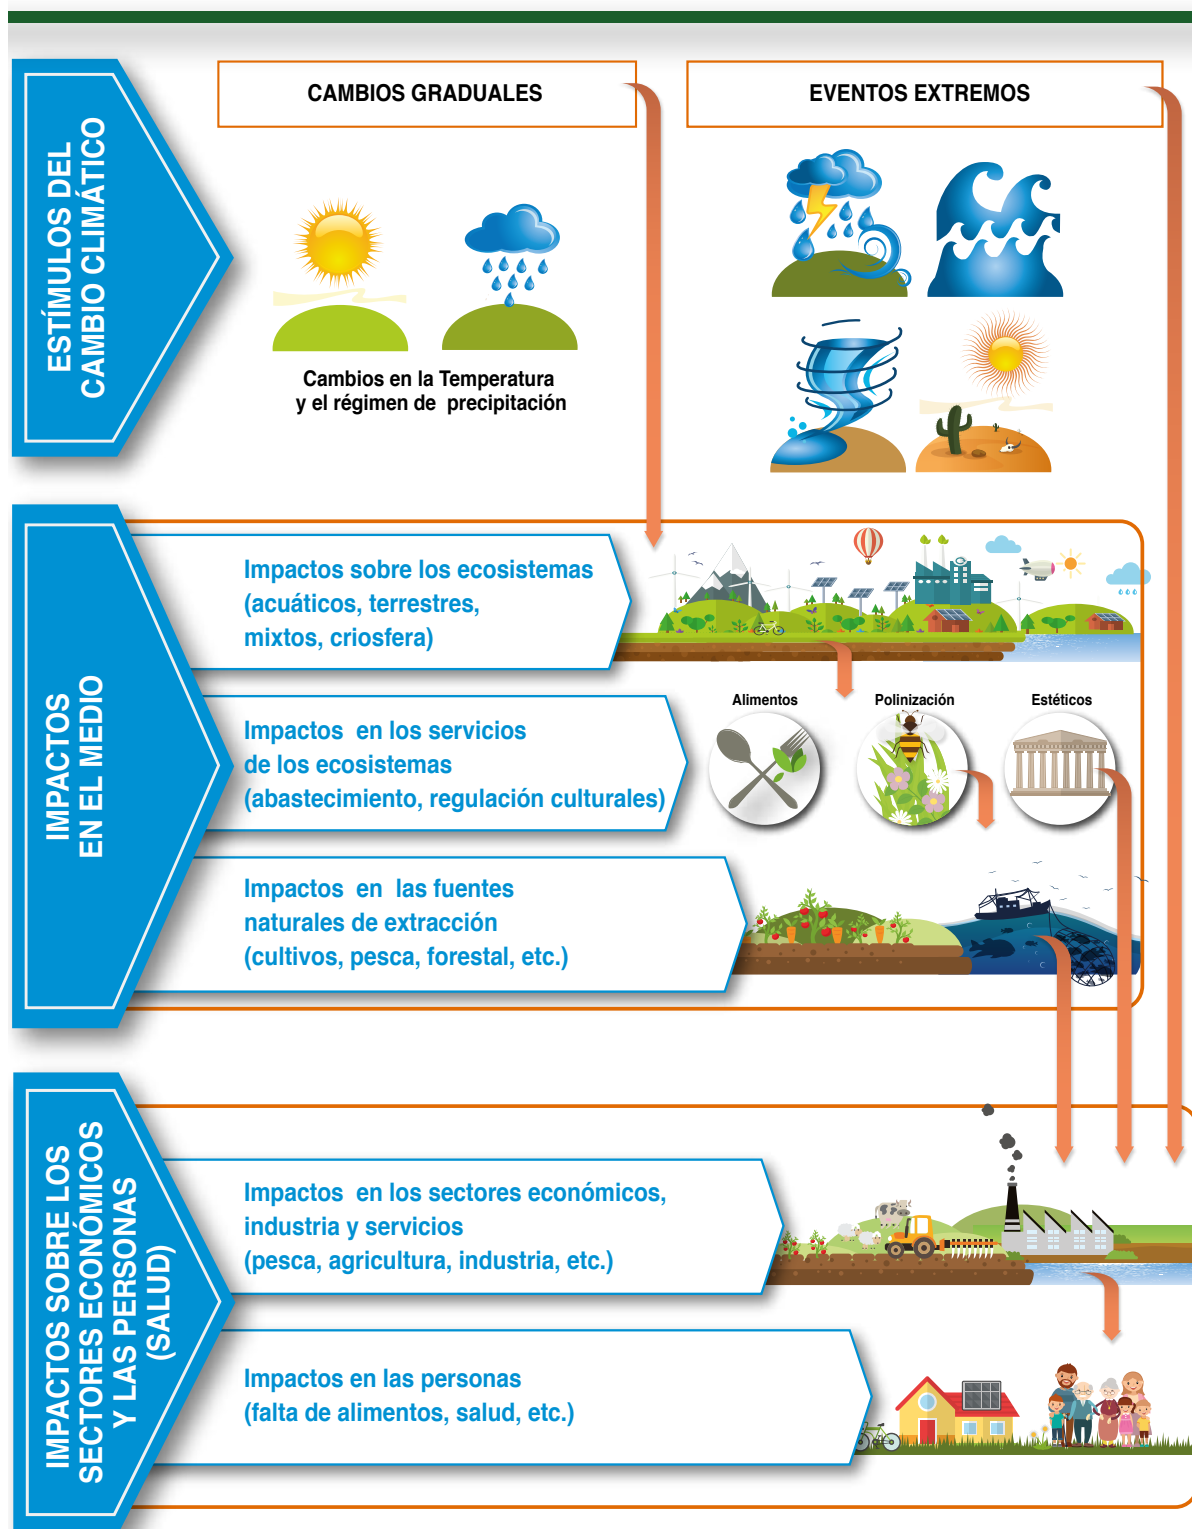 ESTÍMULOS DEL
CAMBIO CLIMÁTICO
CAMBIOS GRADUALES
EVENTOS EXTREMOS
Cambios en la Temperatura
y el régimen de precipitación
IMPACTOS
EN EL MEDIO
Impactos sobre los ecosistemas
(acuáticos, terrestres,
mixtos, criosfera)
Impactos en los servicios
de los ecosistemas
(abastecimiento, regulación culturales)
Alimentos
Polinización
Estéticos
Impactos en las fuentes
naturales de extracción
(cultivos, pesca, forestal, etc.)
IMPACTOS SOBRE LOS
SECTORES ECONÓMICOS
Y LAS PERSONAS
(SALUD)
Impactos en los sectores económicos,
industria y servicios
(pesca, agricultura, industria, etc.)
Impactos en las personas
(falta de alimentos, salud, etc.)